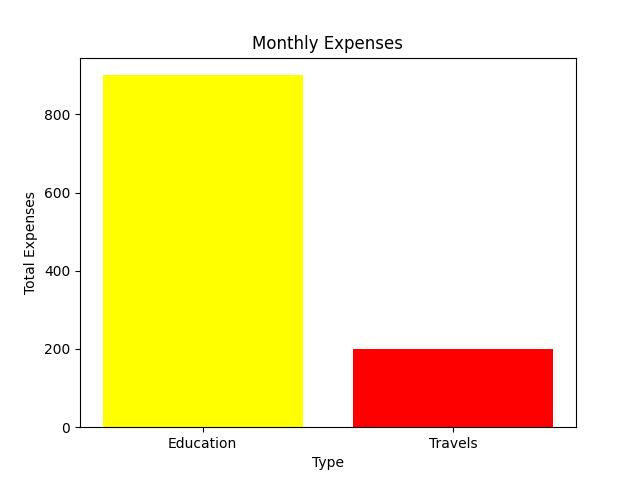 Monthly Expenses
Total Expenses
800
600
400
200
0
Education
Travels
Type